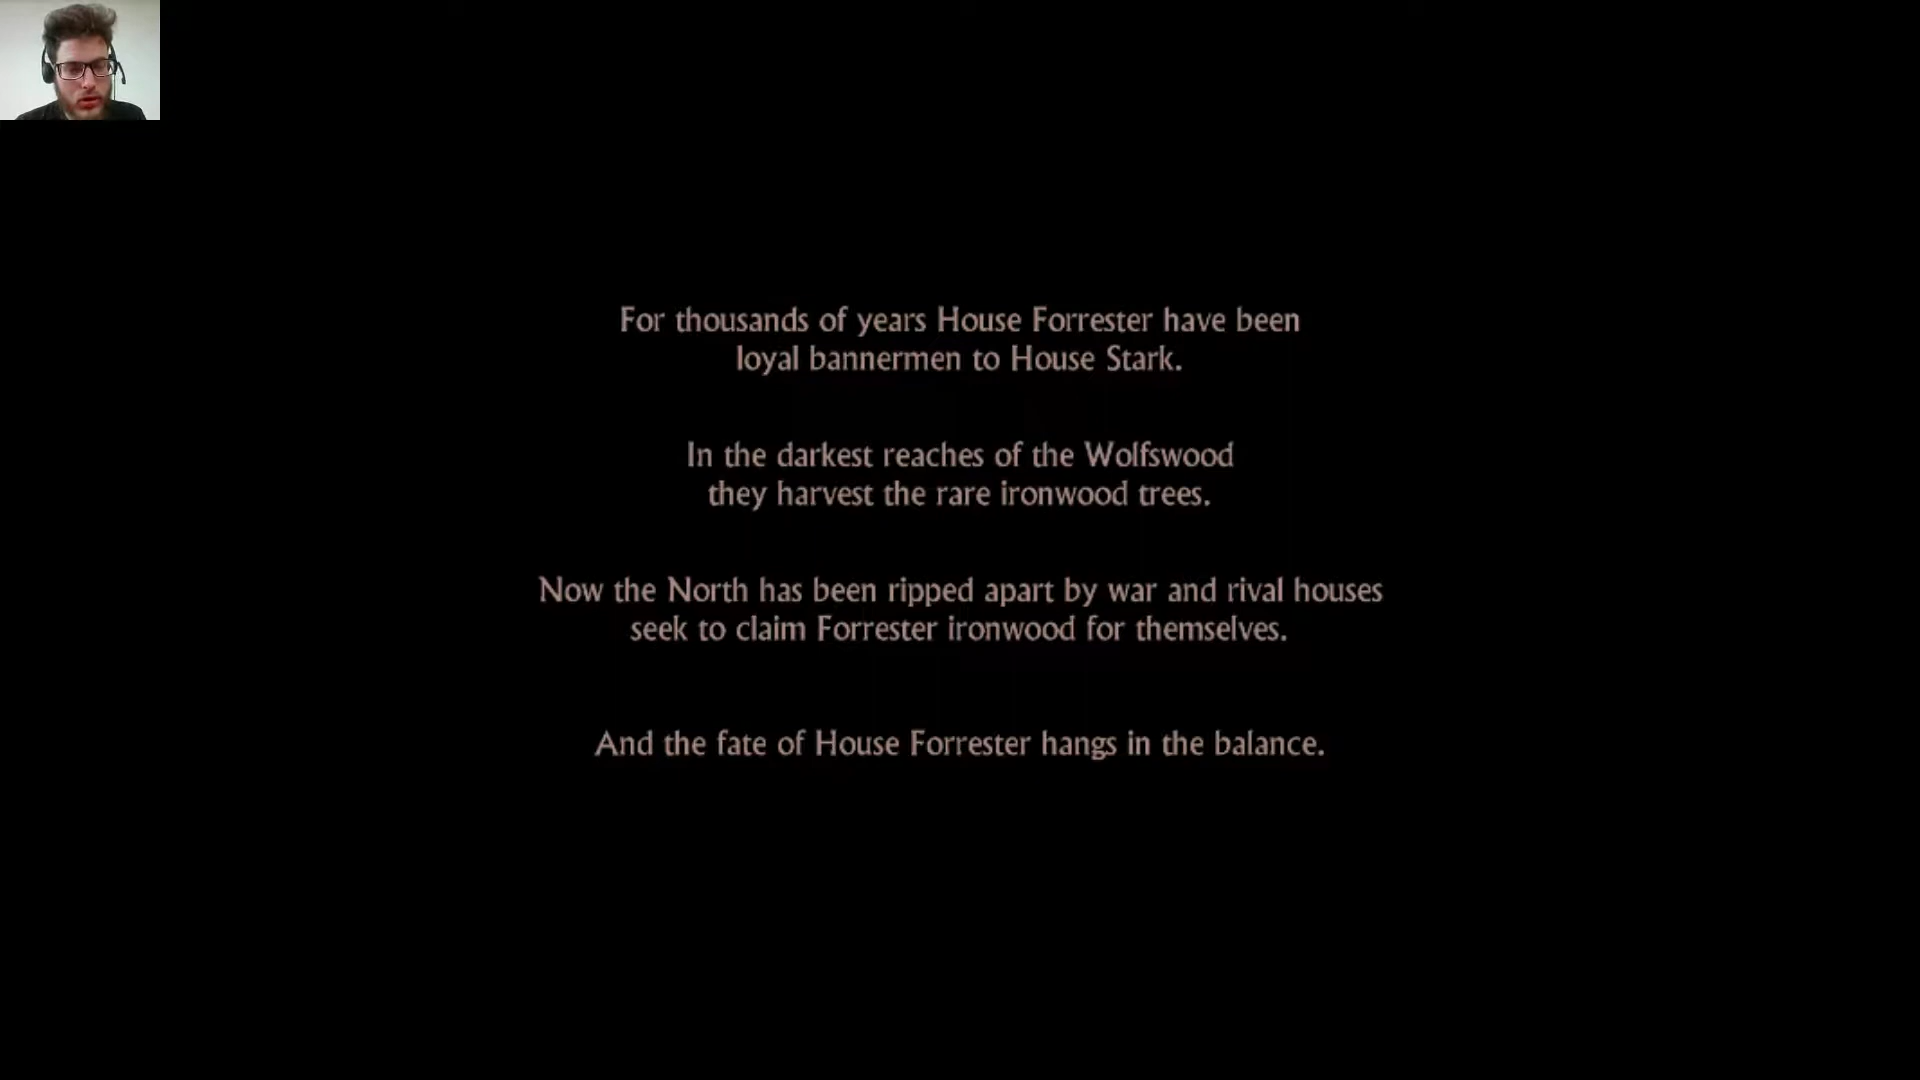 For thousands of years House Forrester have been
loyal bannermen to House Stark.
In the darkest reaches of the Wolfswood
they harvest the rare ironwood trees.
Now the North has been ripped apart by war and rival houses
seek to claim Forrester ironwood for themselves.
And the fate of House Forrester hangs in the balance.